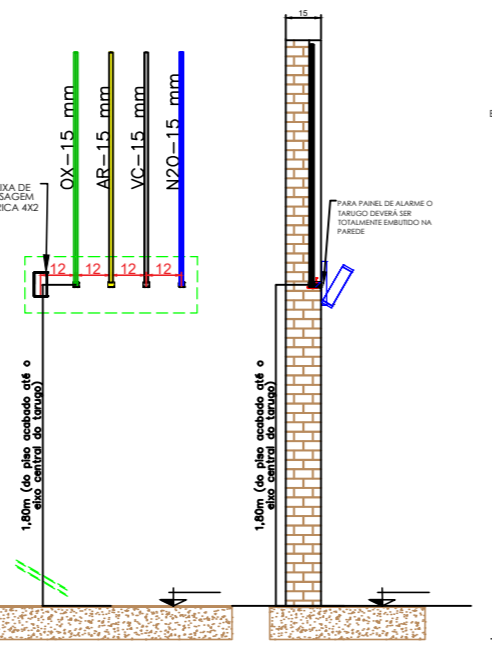 15
OX-15 mm
AR-15 mm
VC-15 mm
N2O-15 mm
IXA DE
SAGEM
RICA 4X2
12
12
12
12
PARA PAINEL DE ALARME O
TARUGO DEVERÁ SER
TOTALMENTE EMBUTIDO NA
PAREDE
1,80m (do piso acabado até o
eixo central do tarugo)
1,80m (do piso acabado até o
eixo central do tarugo)
E